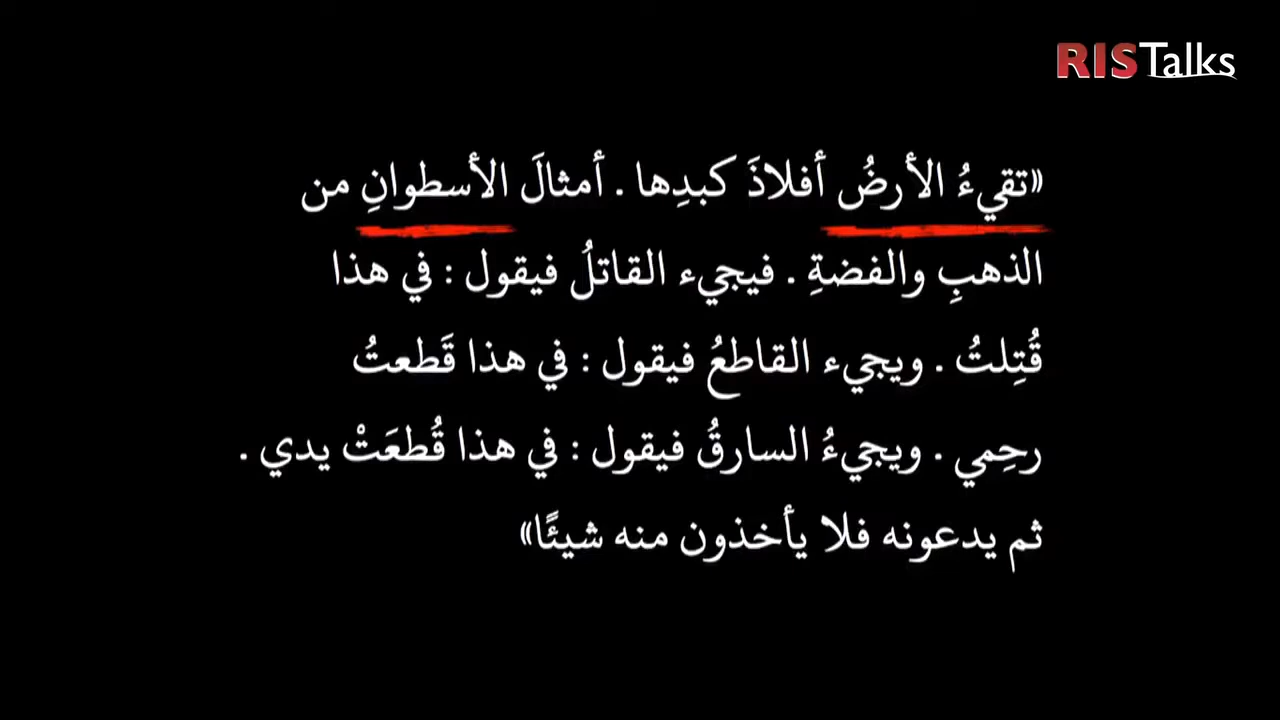 RISTalks
«تقيءُ الأرضُ أفلاذَ كبدِها . أمثالَ الأسطوانِ من
الذهبِ والفضةِ . فيجيء القاتلُ فيقول : في هذا
قُتِلتُ . ويجيء القاطعُ فيقول : في هذا قَطعتُ
رحِمي . ويجيءُ السارقُ فيقول : في هذا قُطعَتْ يدي .
ثم يدعونه فلا يأخذون منه شيئًا»